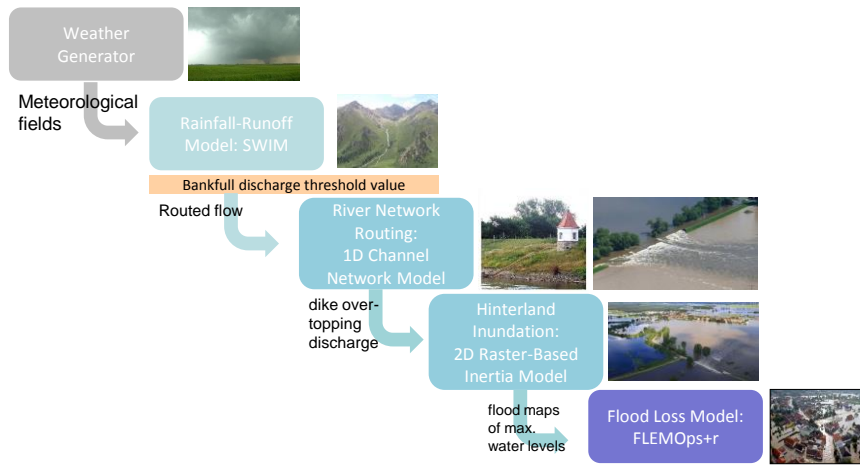 Weather
Generator
Meteorological
fields
Rainfall-Runoff
Model: SWIM
Bankfull discharge threshold value
Routed flow
River Network
Routing:
1D Channel
Network Model
dike over-
topping
discharge
Hinterland
Inundation:
2D Raster-Based
Inertia Model
flood maps
of max.
water levels
Flood Loss Model:
FLEMOps+r